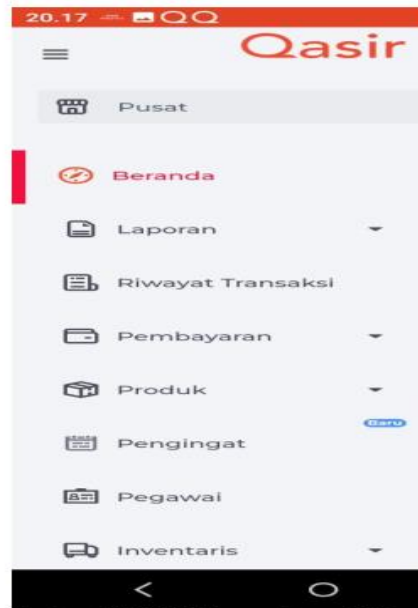 20.17
Qasir
Pusat
Beranda
Laporan
Riwayat Transaksi
Pembayaran
Produk
Baru
Pengingat
Pegawai
Inventaris